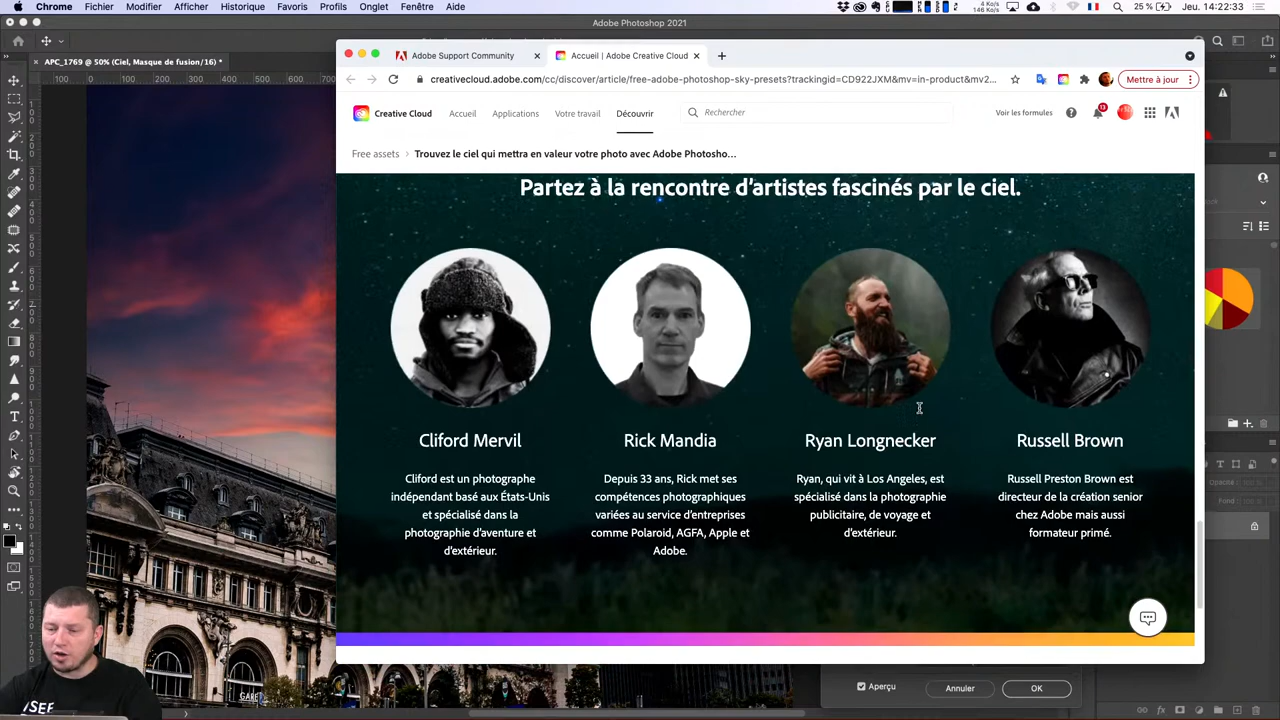 Chrome Fichier Modifier Afficher Historique Favoris Profils Onglet Fenêtre Aide
4 Ko/s
146 Ko/s
25 % Jeu. 14:22:33
Adobe Photoshop 2021
APC_1769 @ 50% (Ciel, Masque de fusion/16) *
Adobe Support Community
Accueil | Adobe Creative Cloud
creativecloud.adobe.com/cc/discover/article/free-adobe-photoshop-sky-presets?trackingid=CD922JXM&mv=in-product&mv2...
Mettre à jour
Creative Cloud Accueil Applications Votre travail Découvrir Rechercher Voir les formules 13
Free assets > Trouvez le ciel qui mettra en valeur votre photo avec Adobe Photosho...
Partez à la rencontre d'artistes fascinés par le ciel.
Cliford Mervil
Cliford est un photographe
indépendant basé aux États-Unis
et spécialisé dans la
photographie d'aventure et
d'extérieur.
Rick Mandia
Depuis 33 ans, Rick met ses
compétences photographiques
variées au service d'entreprises
comme Polaroid, AGFA, Apple et
Adobe.
Ryan Longnecker
Ryan, qui vit à Los Angeles, est
spécialisé dans la photographie
publicitaire, de voyage et
d'extérieur.
Russell Brown
Russell Preston Brown est
directeur de la création senior
chez Adobe mais aussi
formateur primé.
Aperçu Annuler OK